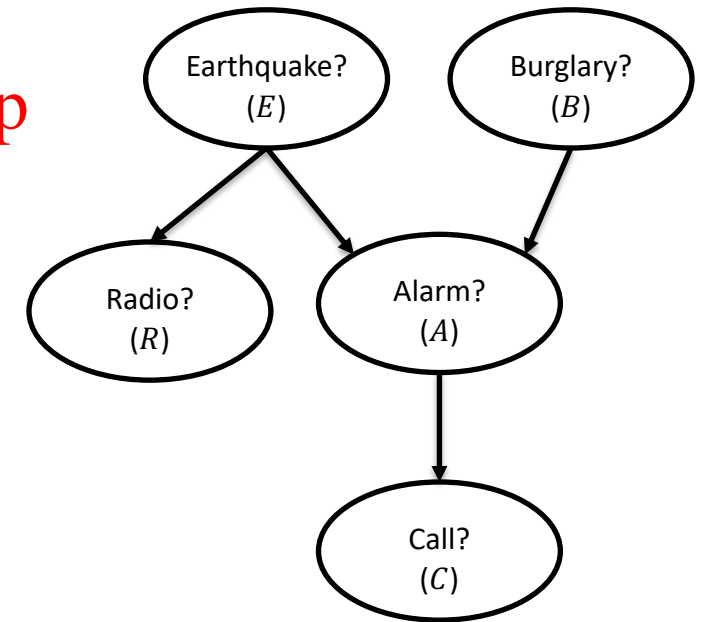 Earthquake?
(E)
Burglary?
(B)
p
Radio?
(R)
Alarm?
(A)
Call?
(C)